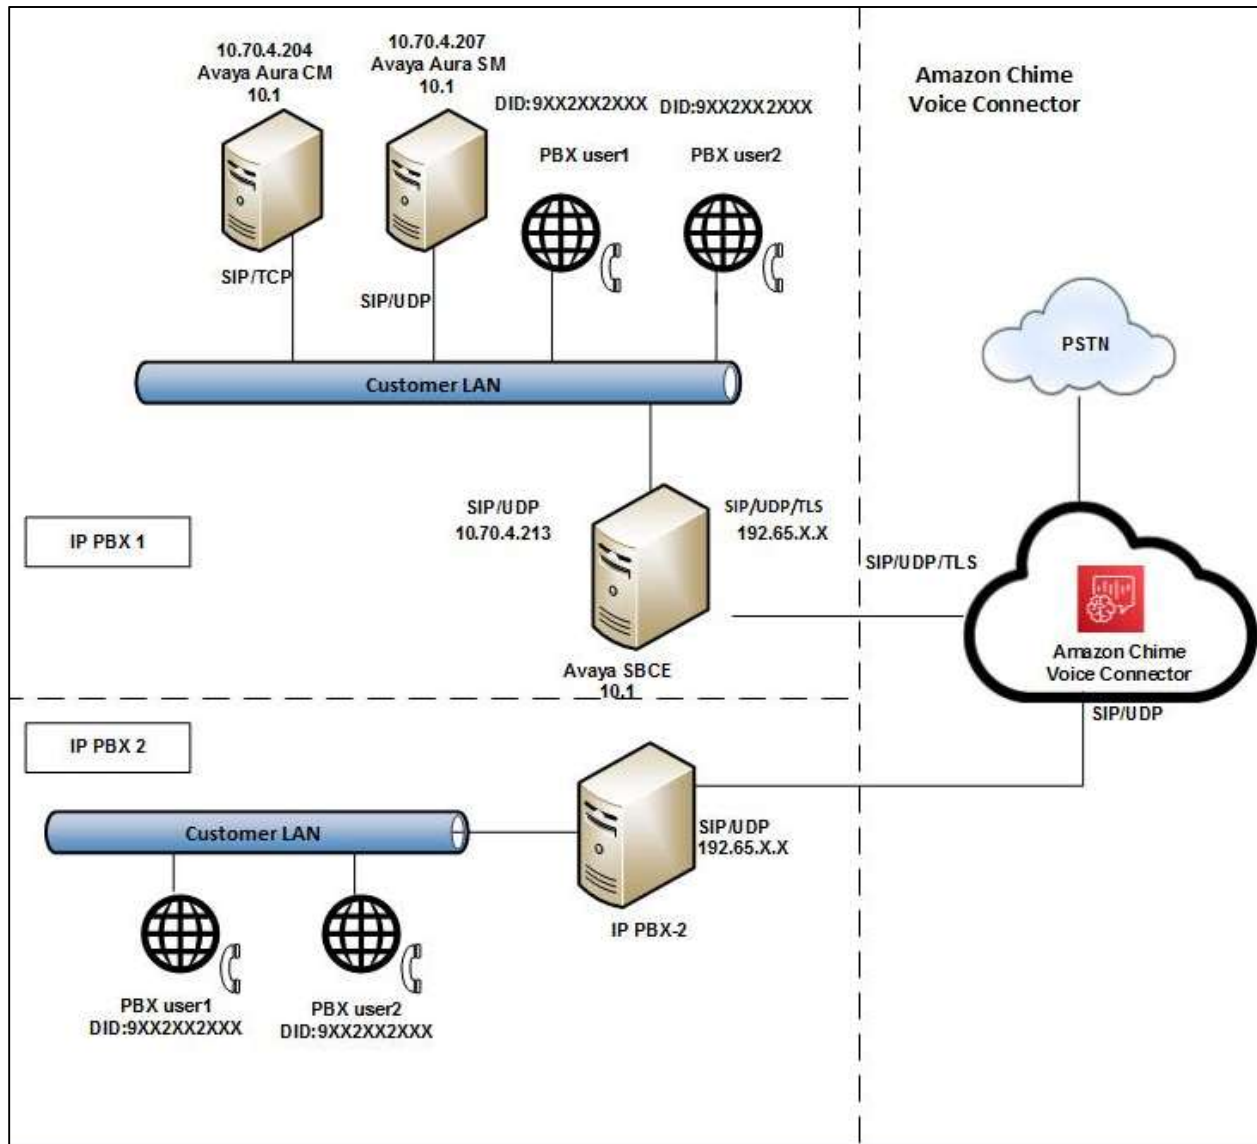 10.70.4.204
Avaya Aura CM
10.1
10.70.4.207
Avaya Aura SM
10.1
DID:9XX2XX2XXX
DID:9XX2XX2XXX
PBX user1
PBX user2
Amazon Chime
Voice Connector
SIP/TCP
SIP/UDP
PSTN
Customer LAN
SIP/UDP
10.70.4.213
SIP/UDP/TLS
192.65.X.X
IP PBX 1
SIP/UDP/TLS
Avaya SBCE
10.1
Amazon Chime
Voice Connector
SIP/UDP
IP PBX 2
Customer LAN
SIP/UDP
192.65.X.X
IP PBX-2
PBX user1
DID:9XX2XX2XXX
PBX user2
DID:9XX2XX2XXX